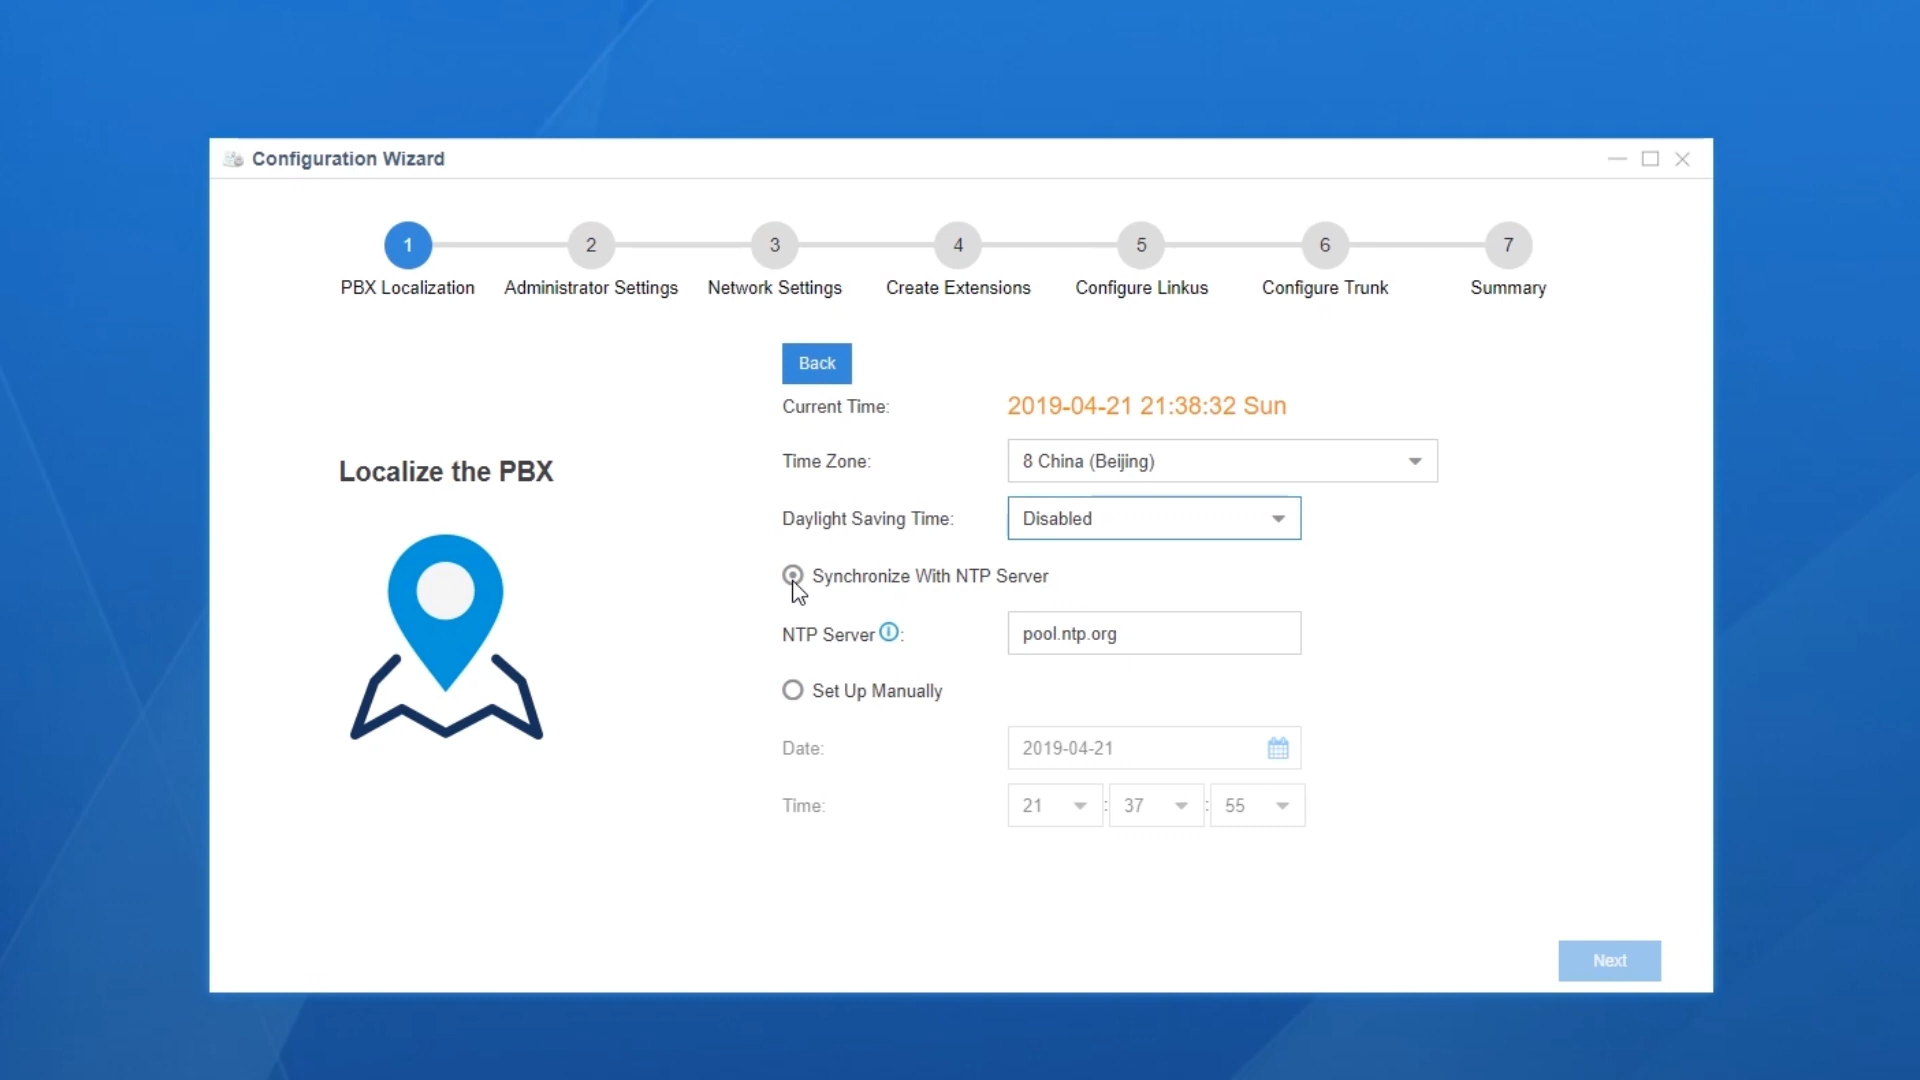 Configuration Wizard
1 2 3 4 5 6 7
PBX Localization Administrator Settings Network Settings Create Extensions Configure Linkus Configure Trunk Summary
Back
Current Time: 2019-04-21 21:38:32 Sun
Time Zone: 8 China (Beijing)
Localize the PBX
Daylight Saving Time: Disabled
Synchronize With NTP Server
NTP Server : pool.ntp.org
Set Up Manually
Date: 2019-04-21
Time: 21 : 37 : 55
Next